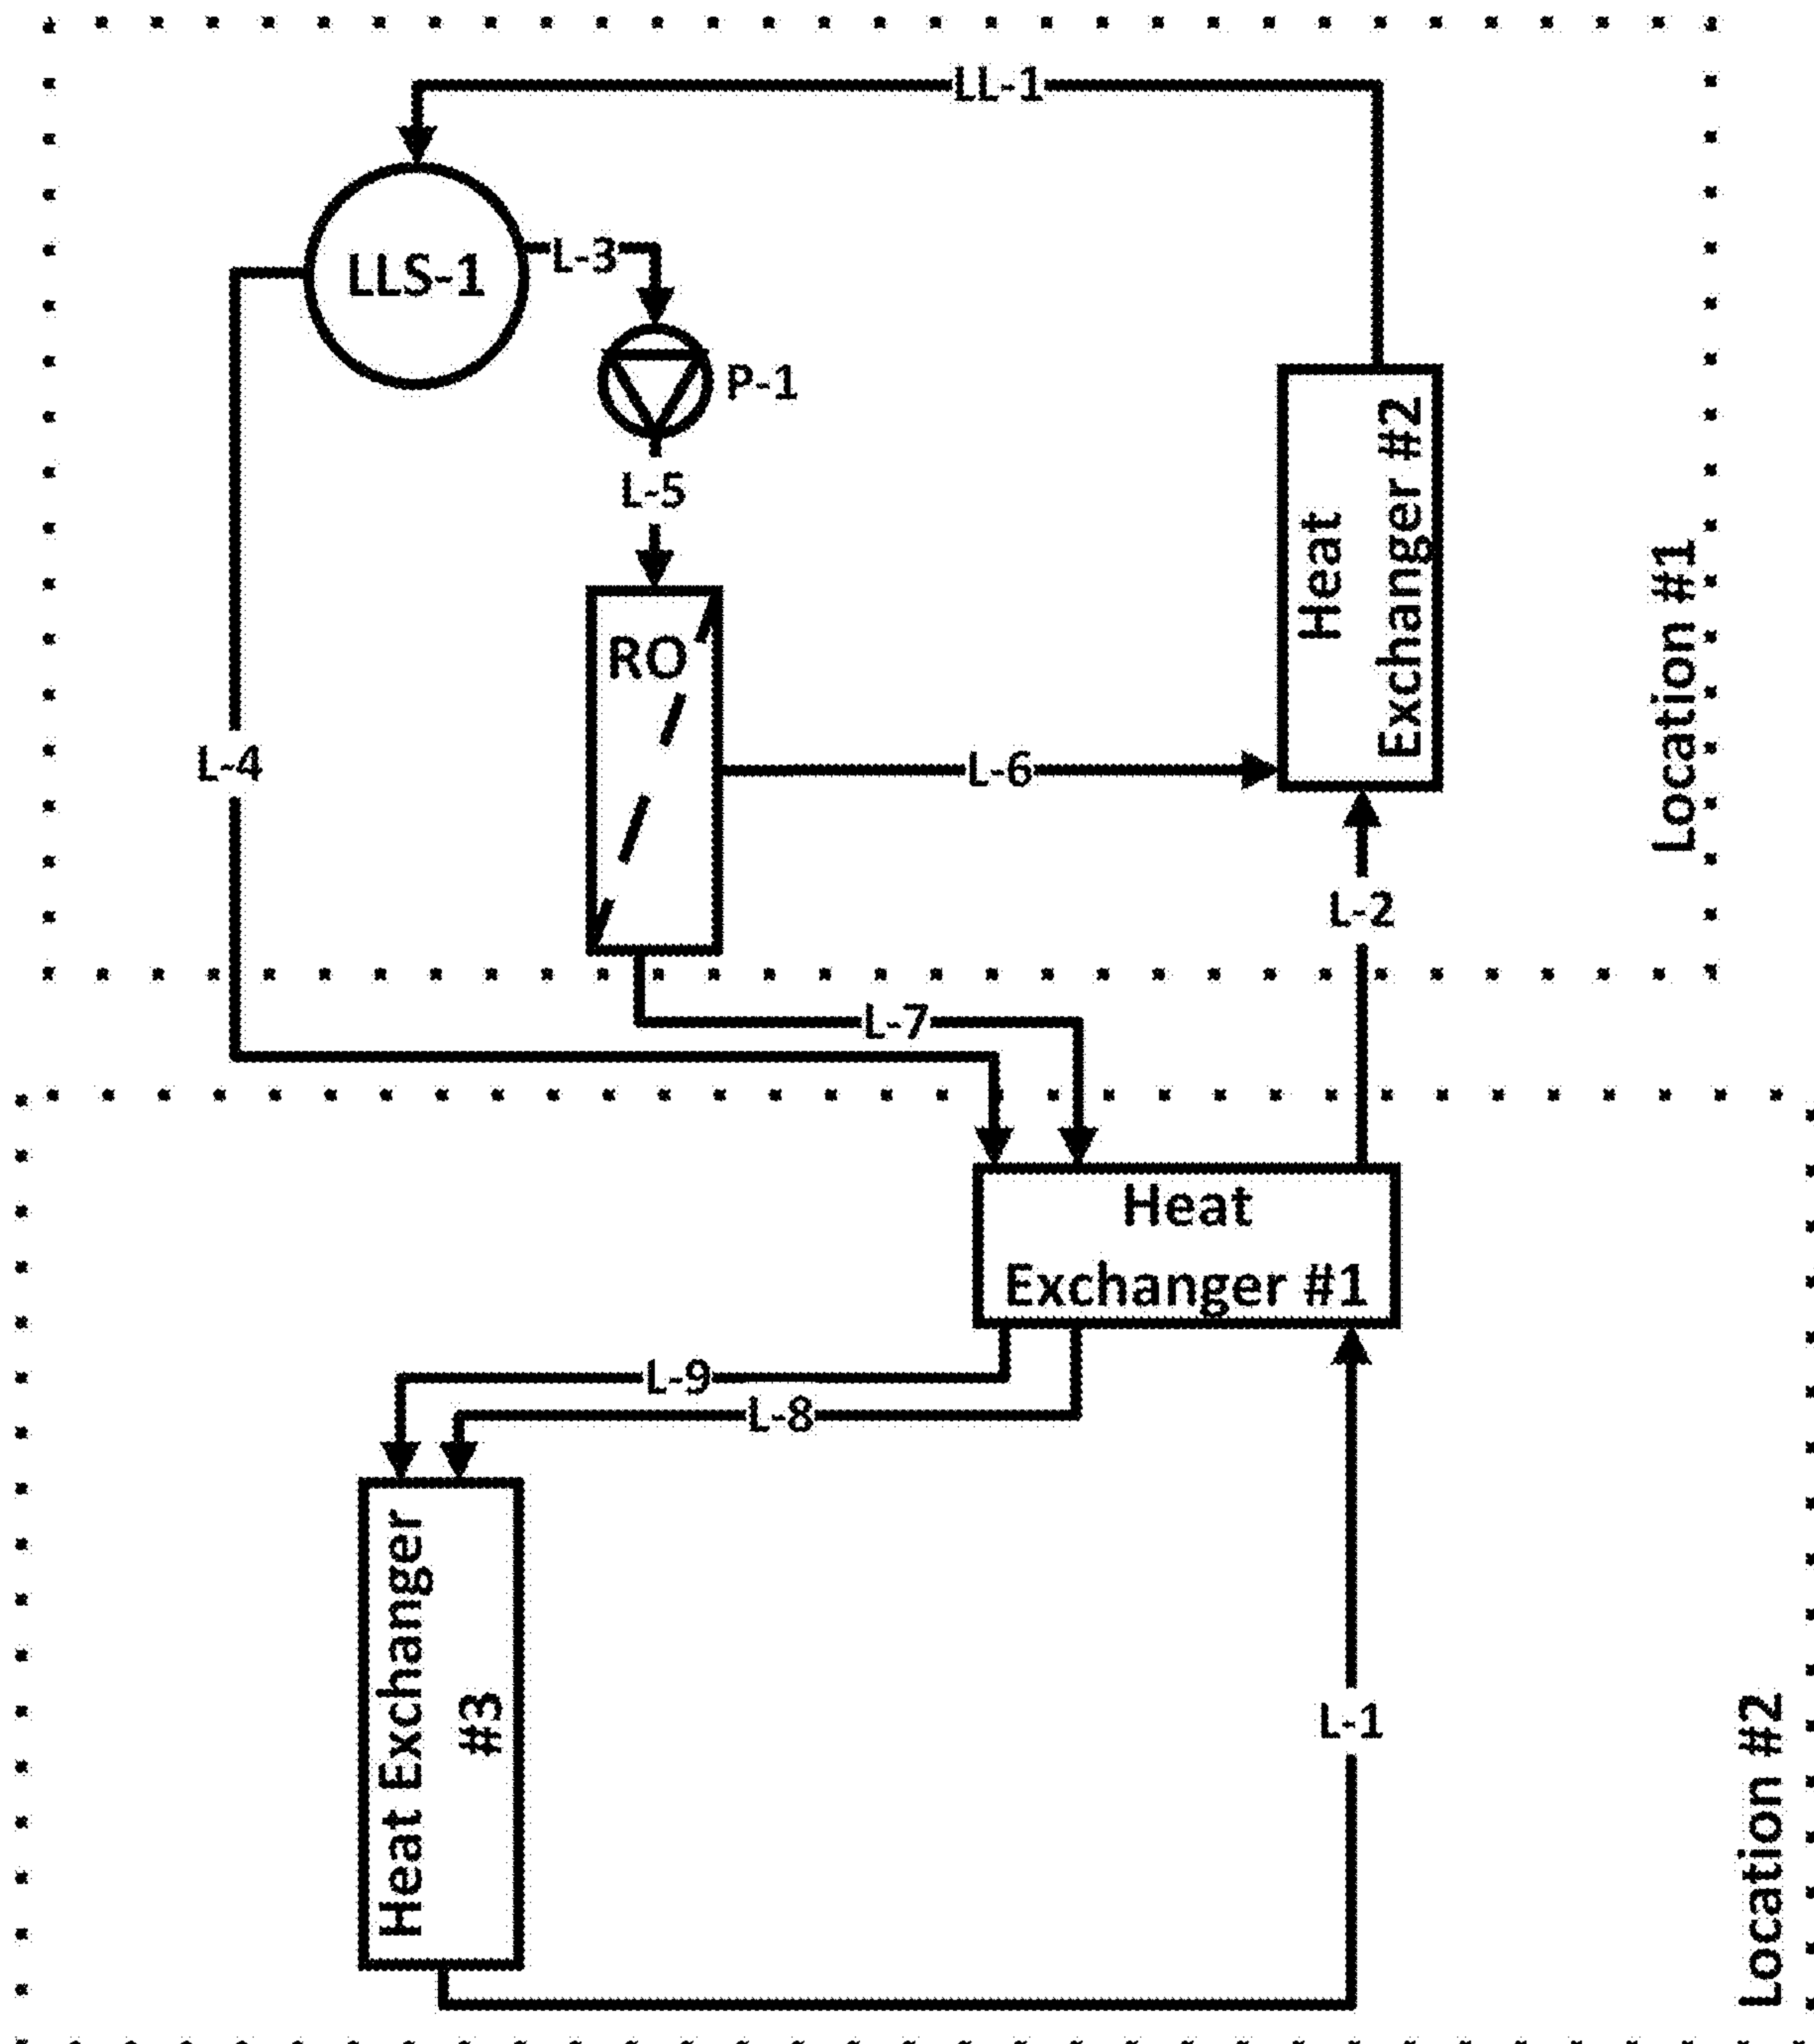 LL-1
LLS-1
L-3
P-1
L-5
RO
Heat
Exchanger #2
Location #1
L-4
L-6
L-2
L-7
Heat
Exchanger #1
L-9
L-8
Heat Exchanger
#3
L-1
Location #2